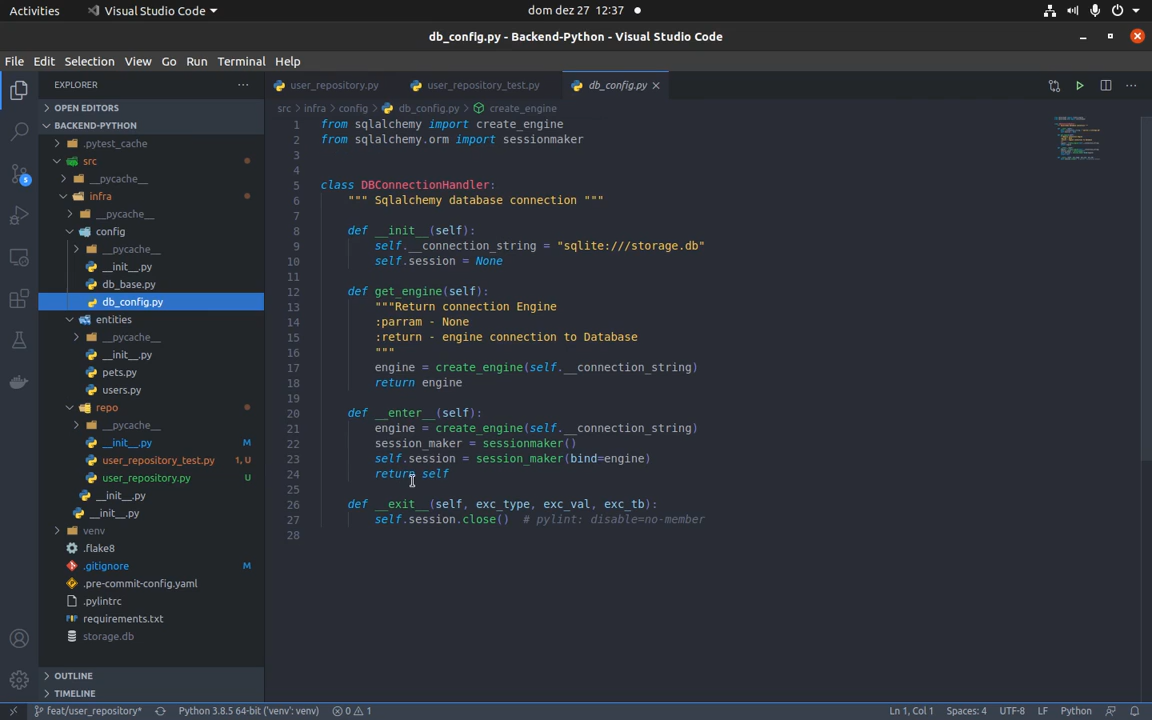 Activities Visual Studio Code dom dez 27 12:37
db_config.py - Backend-Python - Visual Studio Code
File Edit Selection View Go Run Terminal Help
EXPLORER
OPEN EDITORS
BACKEND-PYTHON
.pytest_cache
src
__pycache__
infra
__pycache__
config
__pycache__
__init__.py
db_base.py
db_config.py
entities
__pycache__
__init__.py
pets.py
users.py
repo
__pycache__
__init__.py M
user_repository_test.py 1, U
user_repository.py U
__init__.py
__init__.py
venv
.flake8
.gitignore M
.pre-commit-config.yaml
.pylintrc
requirements.txt
storage.db
OUTLINE
TIMELINE
user_repository.py user_repository_test.py db_config.py
src > infra > config > db_config.py > create_engine
1 from sqlalchemy import create_engine
2 from sqlalchemy.orm import sessionmaker
3
4
5 class DBConnectionHandler:
6 """ Sqlalchemy database connection """
7
8 def __init__(self):
9 self.__connection_string = "sqlite:///storage.db"
10 self.session = None
11
12 def get_engine(self):
13 """Return connection Engine
14 :parram - None
15 :return - engine connection to Database
16 """
17 engine = create_engine(self.__connection_string)
18 return engine
19
20 def __enter__(self):
21 engine = create_engine(self.__connection_string)
22 session_maker = sessionmaker()
23 self.session = session_maker(bind=engine)
24 return self
25
26 def __exit__(self, exc_type, exc_val, exc_tb):
27 self.session.close() # pylint: disable=no-member
28
feat/user_repository* Python 3.8.5 64-bit ('venv': venv) 0 1 Ln 1, Col 1 Spaces: 4 UTF-8 LF Python